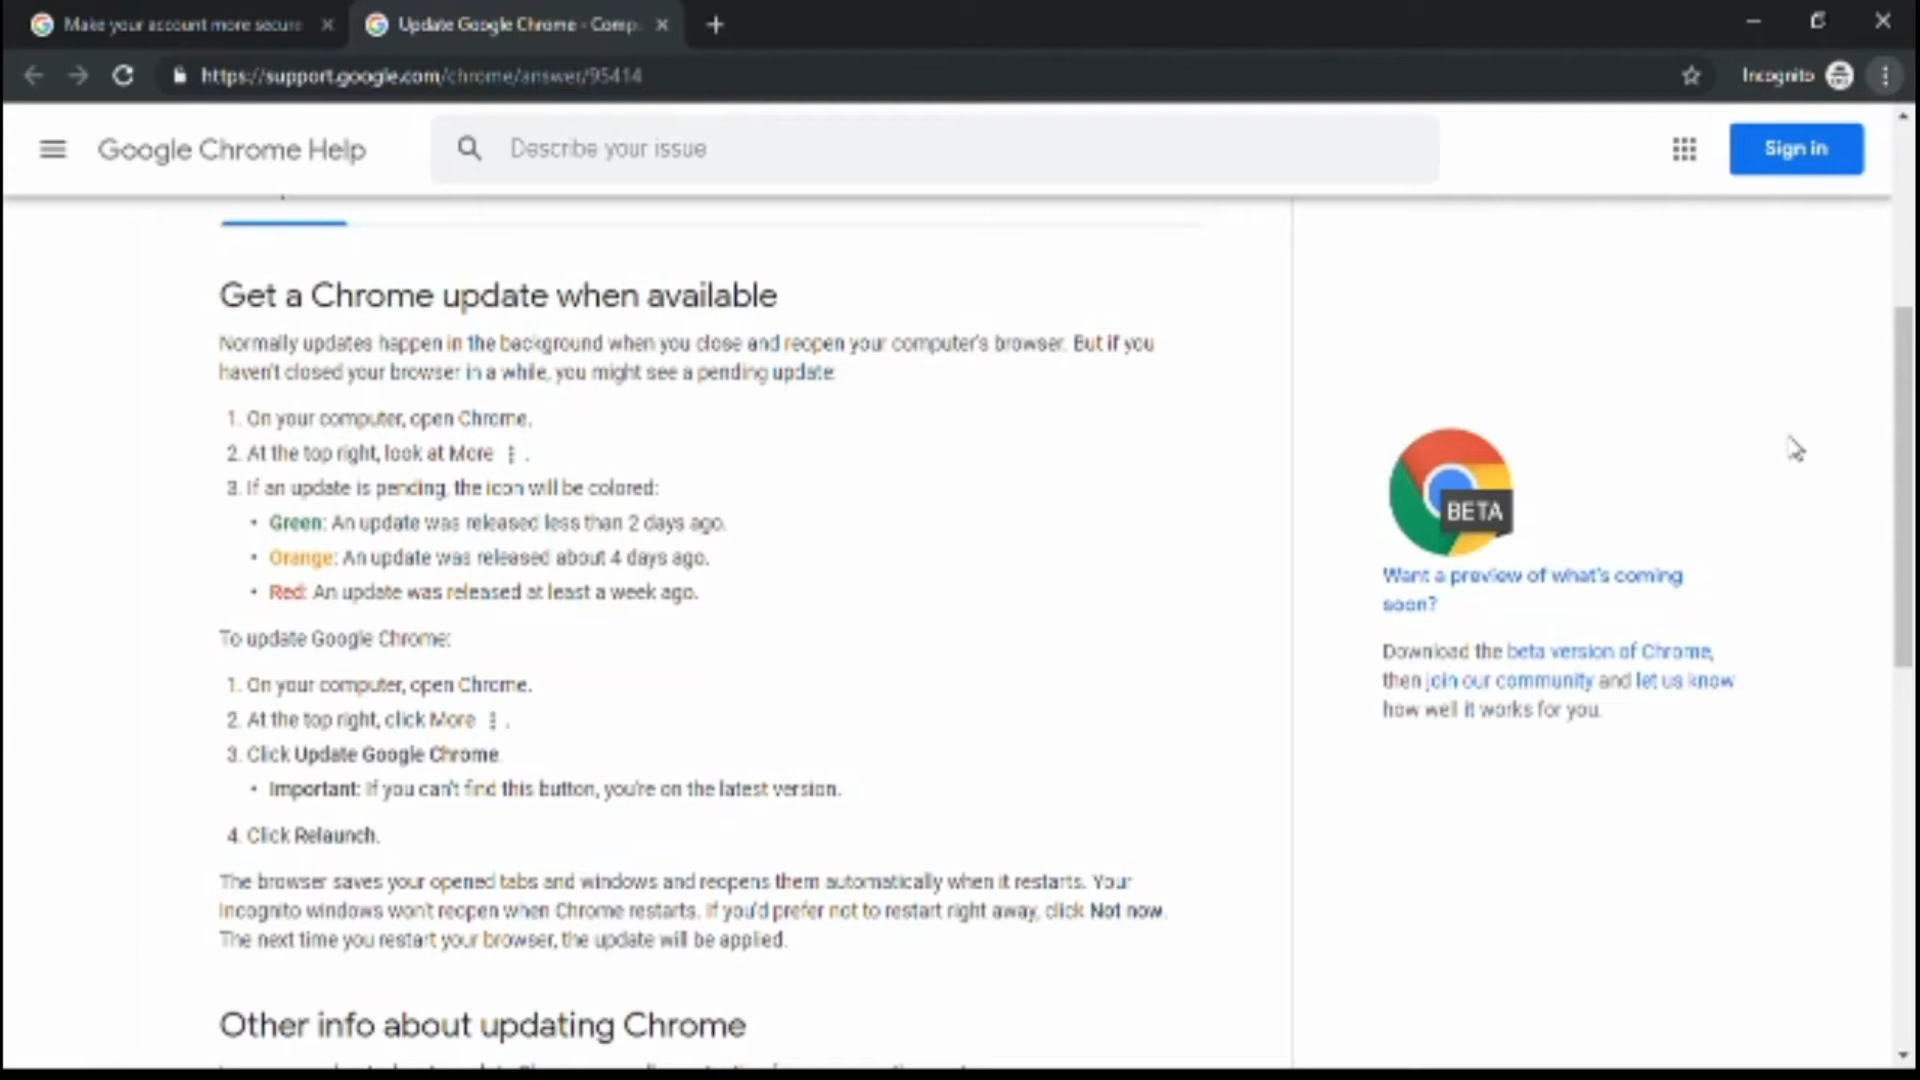 Make your account more secure
Update Google Chrome - Comp
https://support.google.com/chrome/answer/95414
Incognito
Google Chrome Help
Describe your issue
Sign in
Get a Chrome update when available
Normally updates happen in the background when you close and reopen your computer's browser. But if you
haven't closed your browser in a while, you might see a pending update:
1. On your computer, open Chrome.
2. At the top right, look at More ⋮ .
3. If an update is pending, the icon will be colored:
• Green: An update was released less than 2 days ago.
• Orange: An update was released about 4 days ago.
• Red: An update was released at least a week ago.
To update Google Chrome:
1. On your computer, open Chrome.
2. At the top right, click More ⋮ .
3. Click Update Google Chrome
• Important: If you can't find this button, you're on the latest version.
4. Click Relaunch.
The browser saves your opened tabs and windows and reopens them automatically when it restarts. Your
Incognito windows won't reopen when Chrome restarts. If you'd prefer not to restart right away, click Not now.
The next time you restart your browser, the update will be applied.
Other info about updating Chrome
BETA
Want a preview of what's coming
soon?
Download the beta version of Chrome,
then join our community and let us know
how well it works for you.